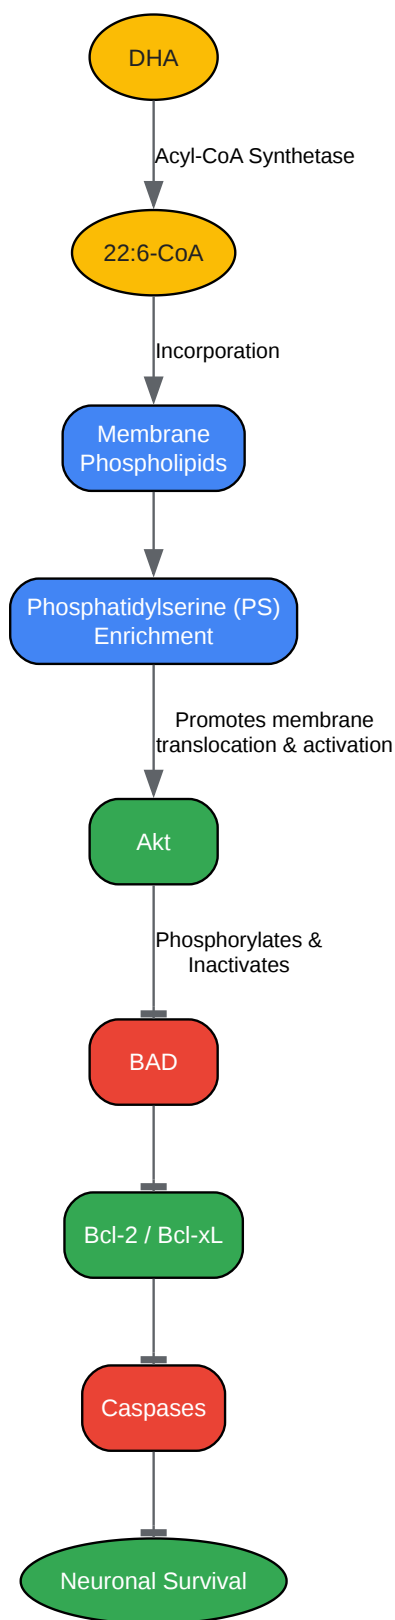 DHA
Acyl-CoA Synthetase
22:6-CoA
Incorporation
Membrane
Phospholipids
Phosphatidylserine (PS)
Enrichment
Promotes membrane
translocation & activation
Akt
Phosphorylates &
Inactivates
BAD
Bcl-2 / Bcl-xL
Caspases
Neuronal Survival